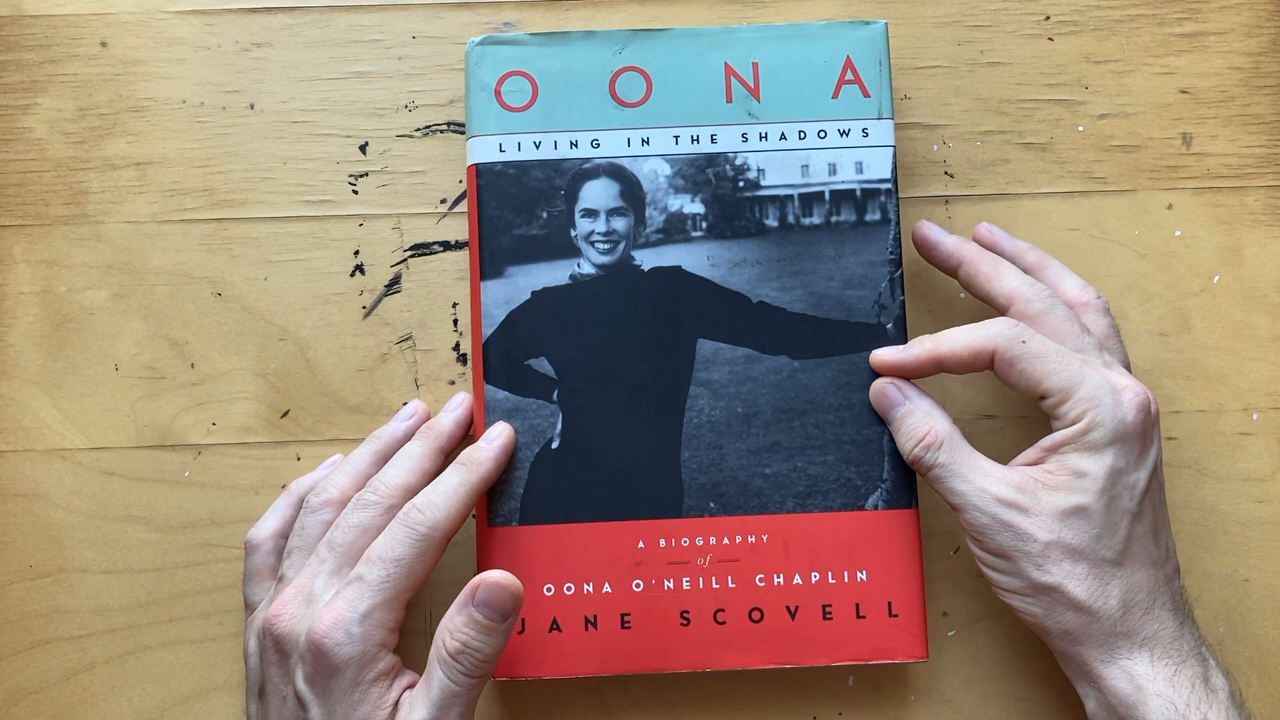 OONA
LIVING IN THE SHADOWS
A BIOGRAPHY
of
OONA O'NEILL CHAPLIN
JANE SCOVELL